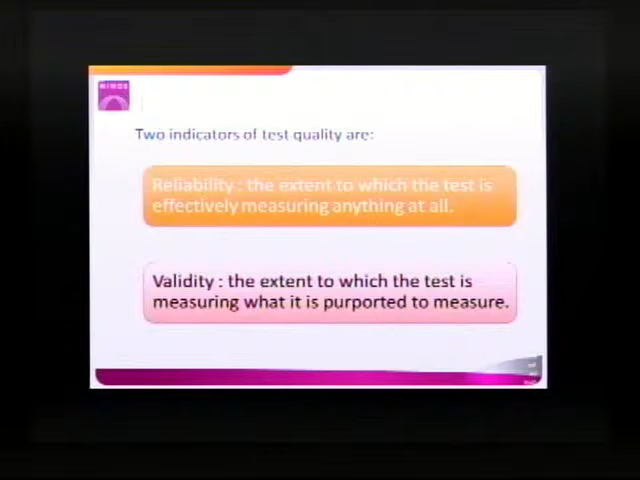 MIMOS
Two indicators of test quality are:
Reliability : the extent to which the test is
effectively measuring anything at all.
Validity : the extent to which the test is
measuring what it is purported to measure.